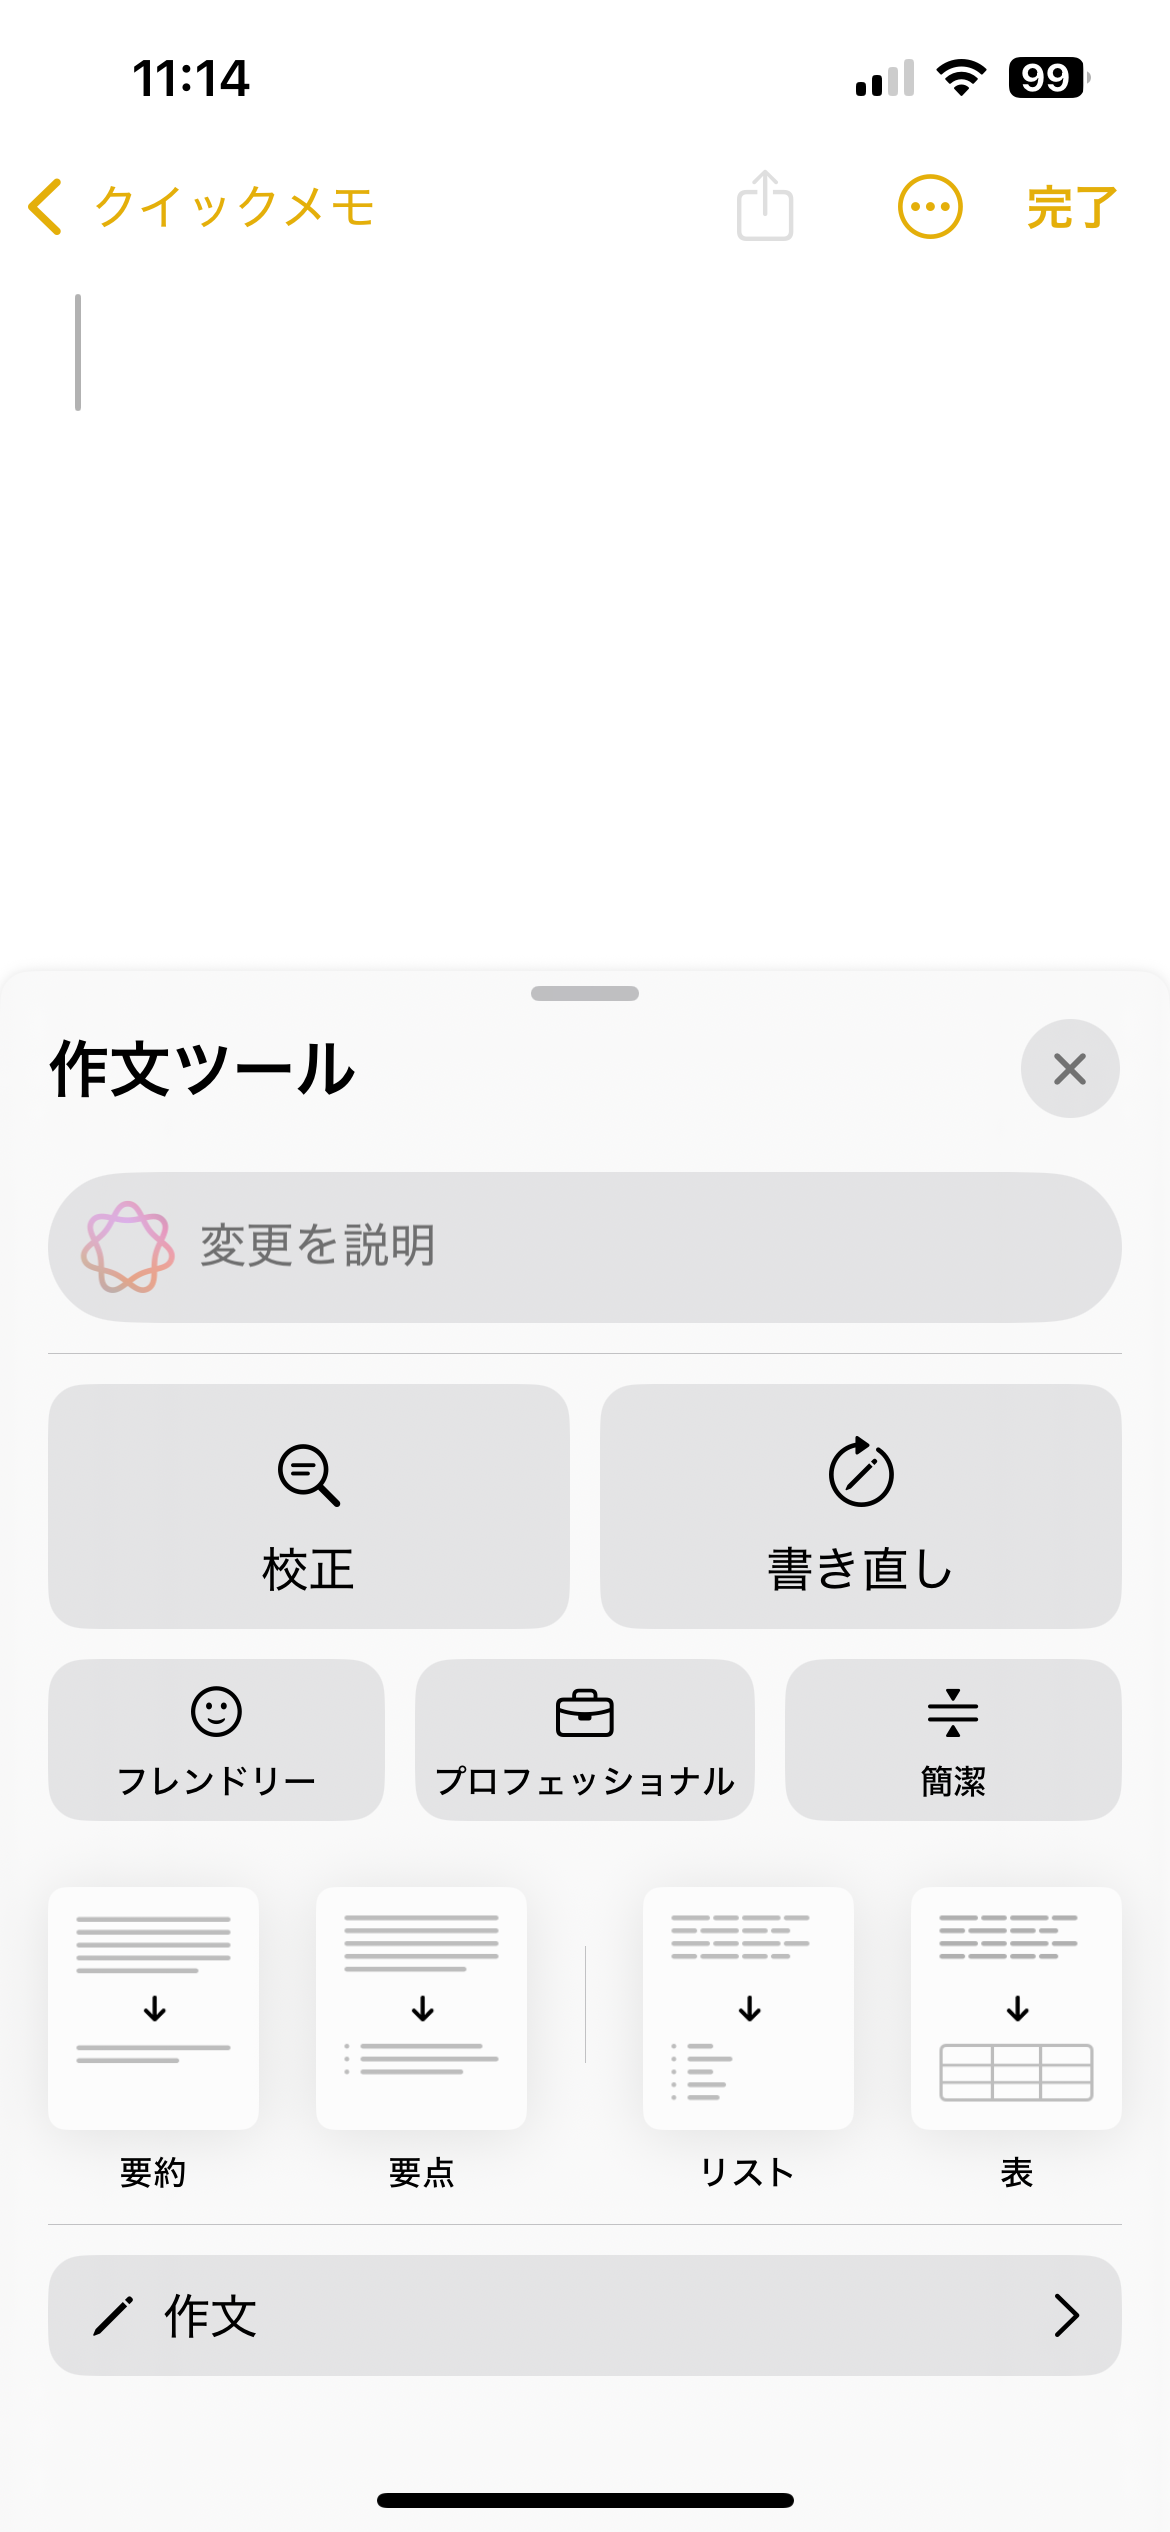 11:14
99
クイックメモ
完了
作文ツール
変更を説明
校正
書き直し
フレンドリー
プロフェッショナル
簡潔
要約
要点
リスト
表
作文